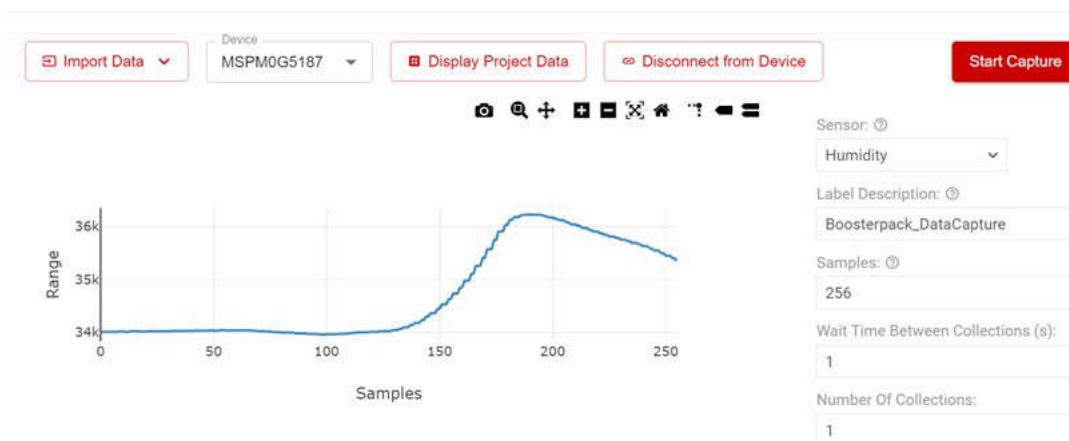 Import Data
Device
MSPM0G5187
Display Project Data
Disconnect from Device
Start Capture
Sensor:
Humidity
Label Description:
Boosterpack_DataCapture
Samples:
256
Wait Time Between Collections (s):
1
Number Of Collections:
1
36k
35k
34k
Range
0 50 100 150 200 250
Samples